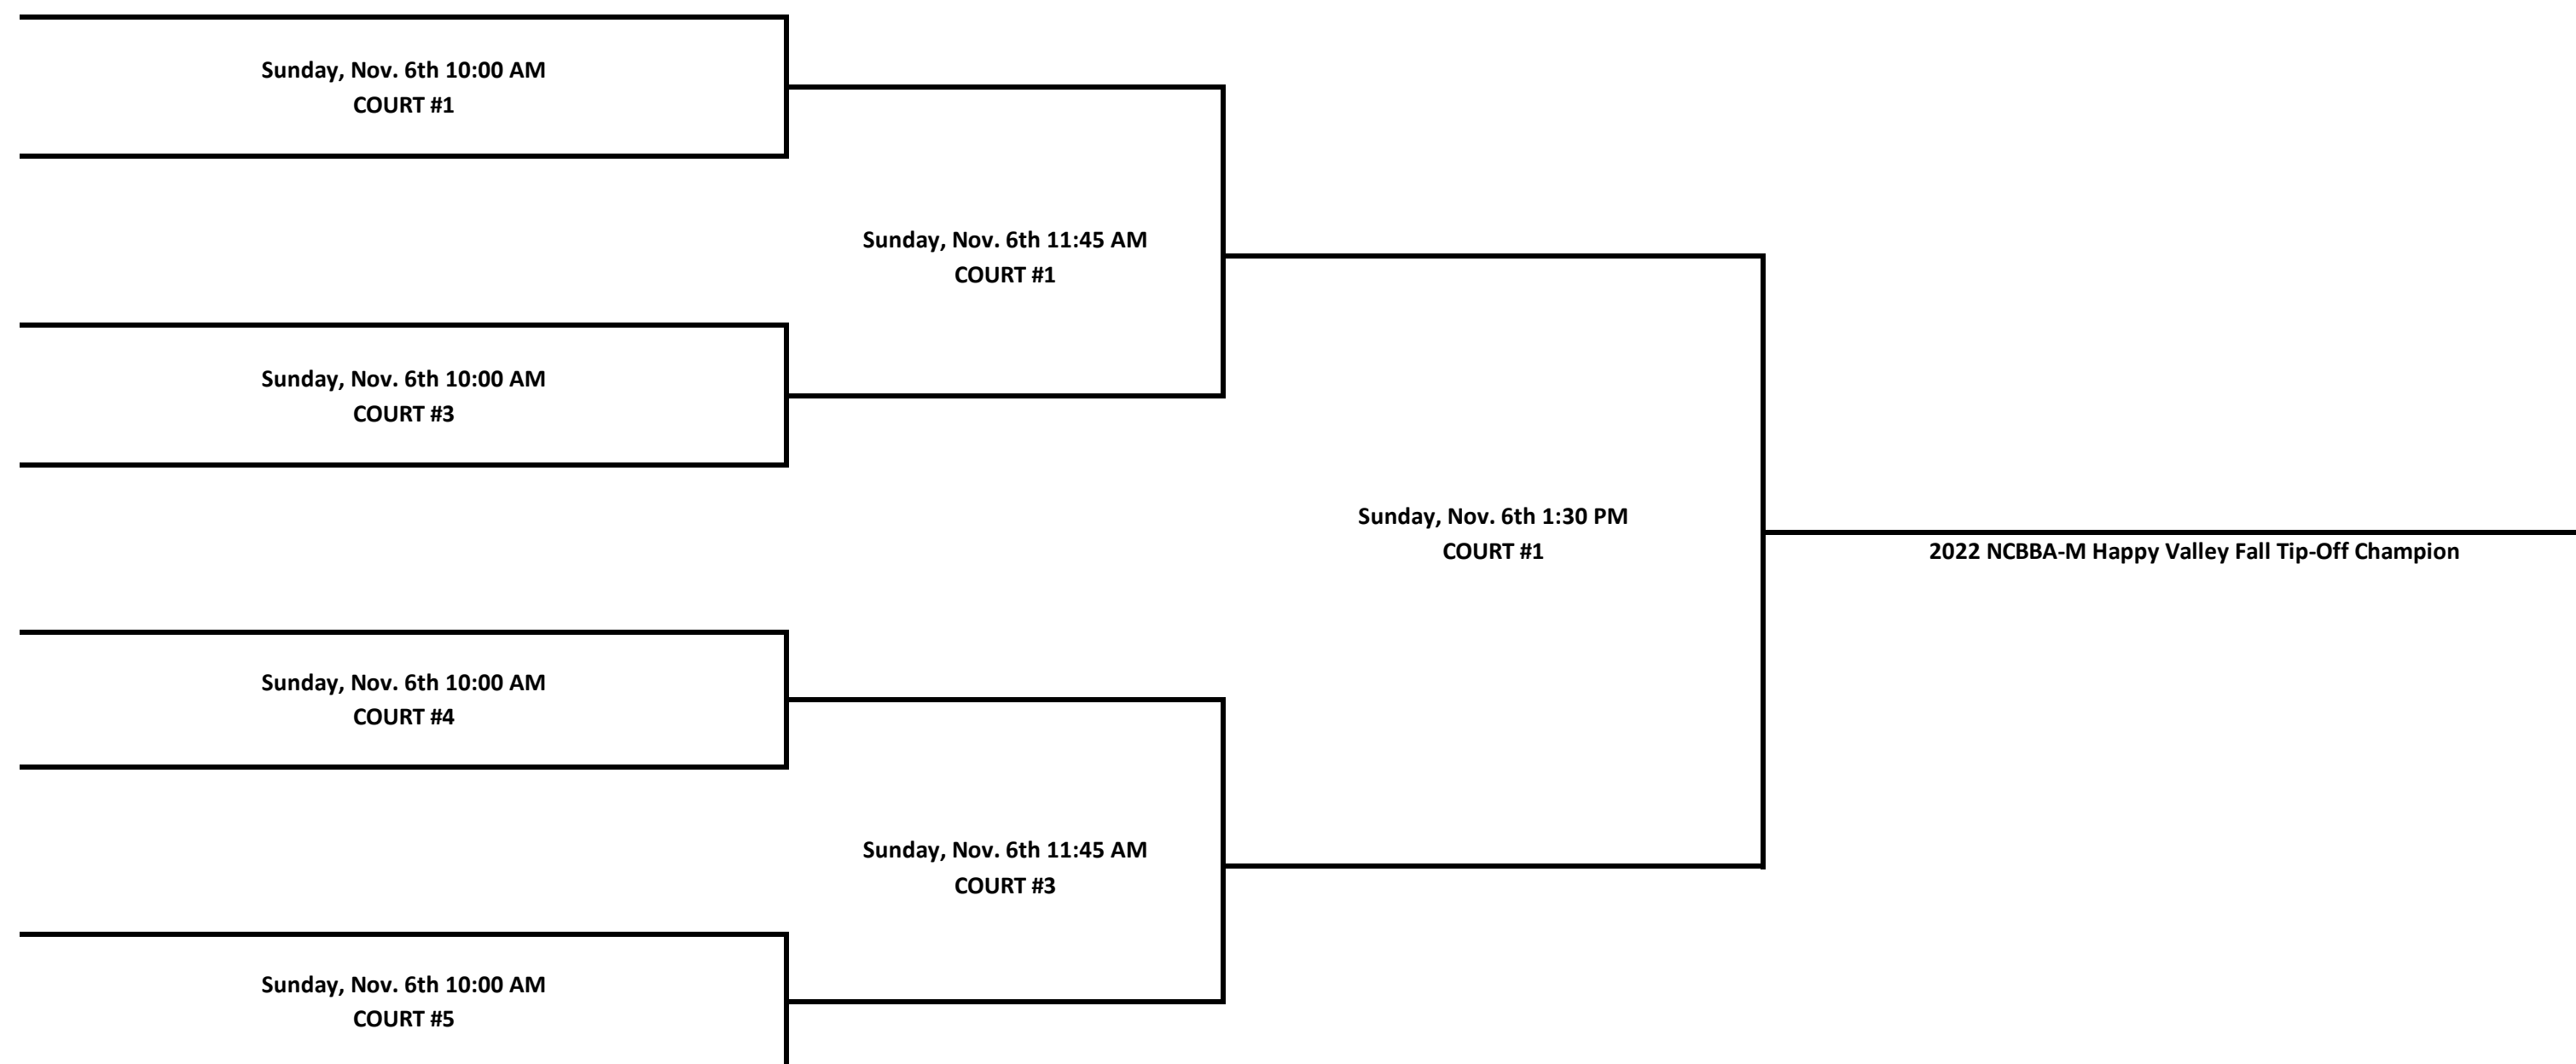 Sunday, Nov. 6th 10:00 AM
COURT #1
Sunday, Nov. 6th 11:45 AM
COURT #1
Sunday, Nov. 6th 10:00 AM
COURT #3
Sunday, Nov. 6th 1:30 PM
COURT #1
2022 NCBBA-M Happy Valley Fall Tip-Off Champion
Sunday, Nov. 6th 10:00 AM
COURT #4
Sunday, Nov. 6th 11:45 AM
COURT #3
Sunday, Nov. 6th 10:00 AM
COURT #5